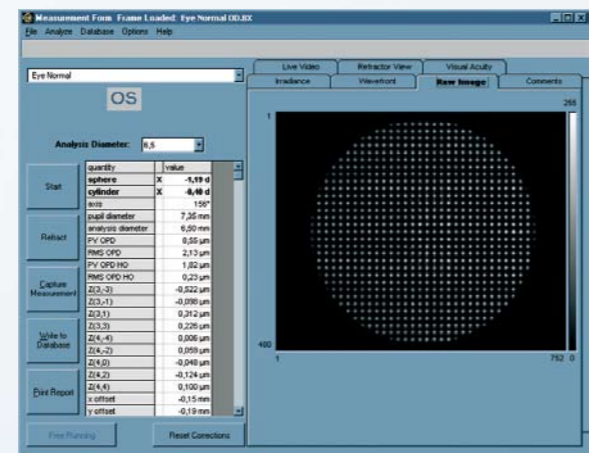 Measurement Form Frame Loaded: Eye Normal OD.BX
File Analyze Database Options Help
Eye Normal
OS
Analysis Diameter: 6,5
Start
Refract
Capture Measurement
Write to Database
Print Report
Free Running
Reset Corrections
quantity value
sphere X -1,19 d
cylinder X -0,40 d
axis 156°
pupil diameter 7,35 mm
analysis diameter 6,50 mm
PV OPD 8,55 µm
RMS OPD 2,13 µm
PV OPD HO 1,82 µm
RMS OPD HO 0,23 µm
Z(3,-3) -0,522 µm
Z(3,-1) -0,098 µm
Z(3,1) 0,312 µm
Z(3,3) 0,226 µm
Z(4,-4) 0,006 µm
Z(4,-2) 0,059 µm
Z(4,0) -0,048 µm
Z(4,2) -0,124 µm
Z(4,4) 0,100 µm
x offset -0,15 mm
y offset -0,19 mm
Live Video Refractor View Visual Acuity
Irradiance Wavefront Raw Image Comments
255
1
480
1 752 0